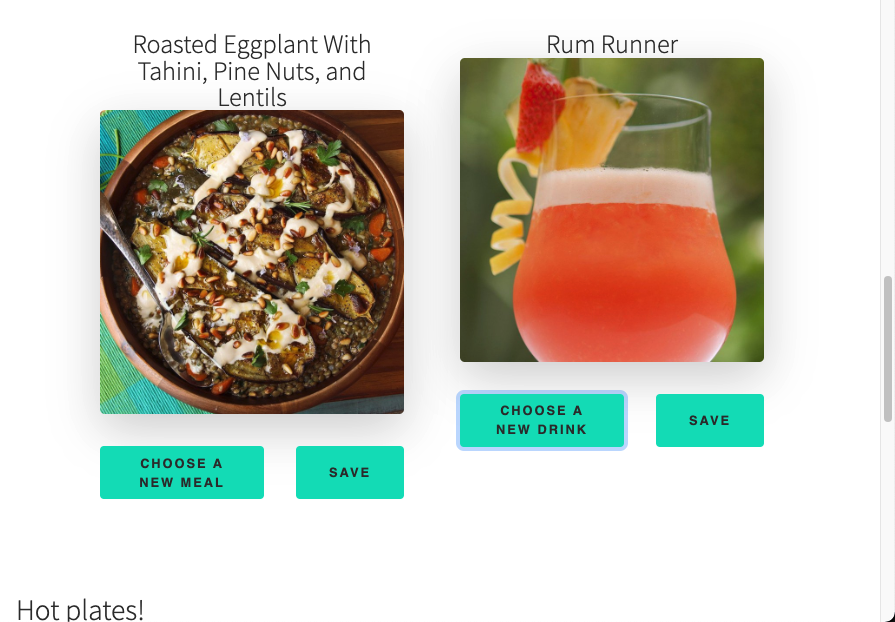 Roasted Eggplant With
Tahini, Pine Nuts, and
Lentils
Rum Runner
CHOOSE A
NEW MEAL
SAVE
CHOOSE A
NEW DRINK
SAVE
Hot plates!